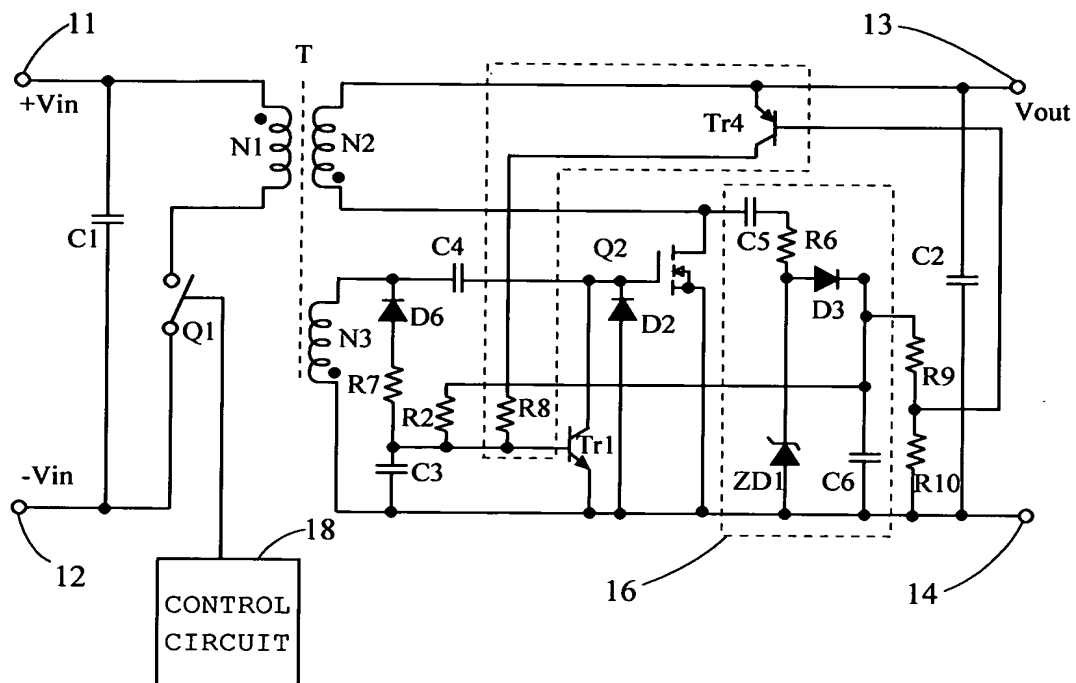 11
T
13
+Vin
N1
N2
Tr4
Vout
C1
C4
Q2
C5
R6
C2
D6
D2
D3
Q1
N3
R7
R2
R8
R9
C3
Tr1
ZD1
C6
R10
-Vin
12
18
16
14
CONTROL
CIRCUIT